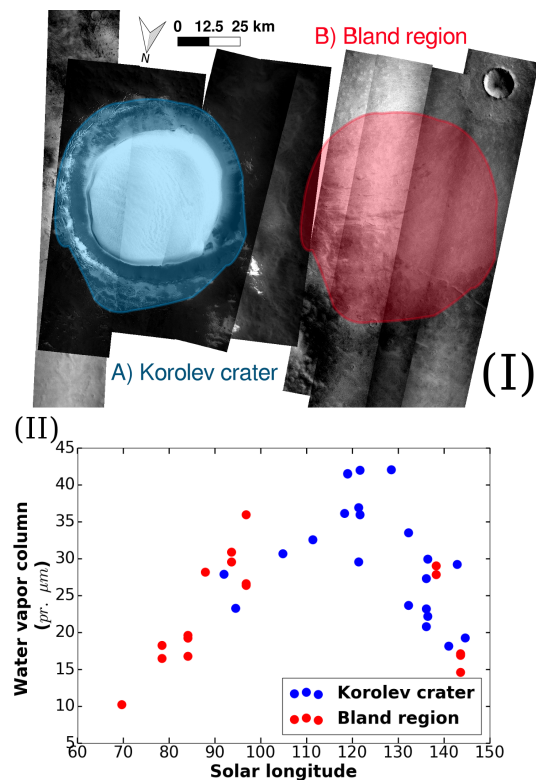 0 12.5 25 km
N
B) Bland region
A) Korolev crater
(I)
(II)
45
40
35
30
25
20
15
10
5
Water vapor column
(pr. μm)
60 70 80 90 100 110 120 130 140 150
Solar longitude
Korolev crater
Bland region